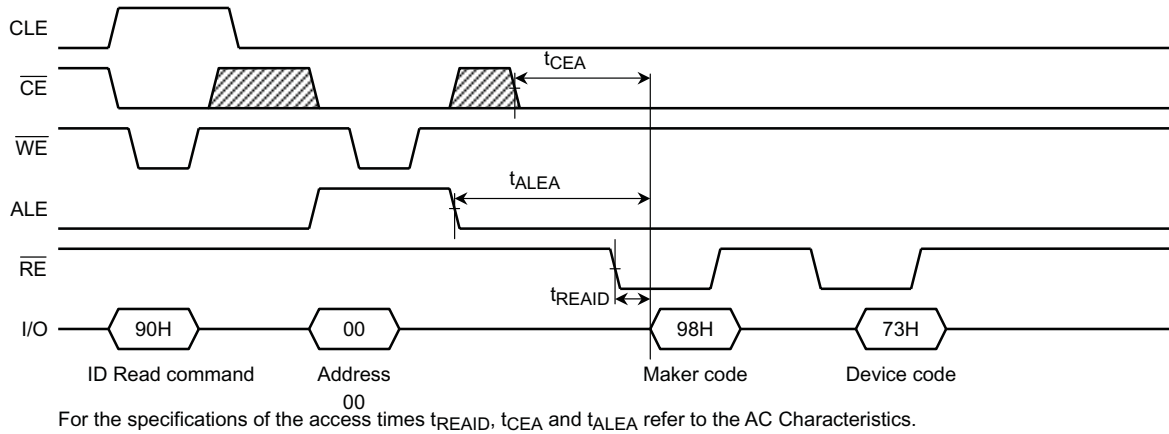 CLE
tCEA
CE
WE
tALEA
ALE
RE
tREAID
I/O 90H 00 98H 73H
ID Read command Address Maker code Device code
00
For the specifications of the access times tREAID, tCEA and tALEA refer to the AC Characteristics.